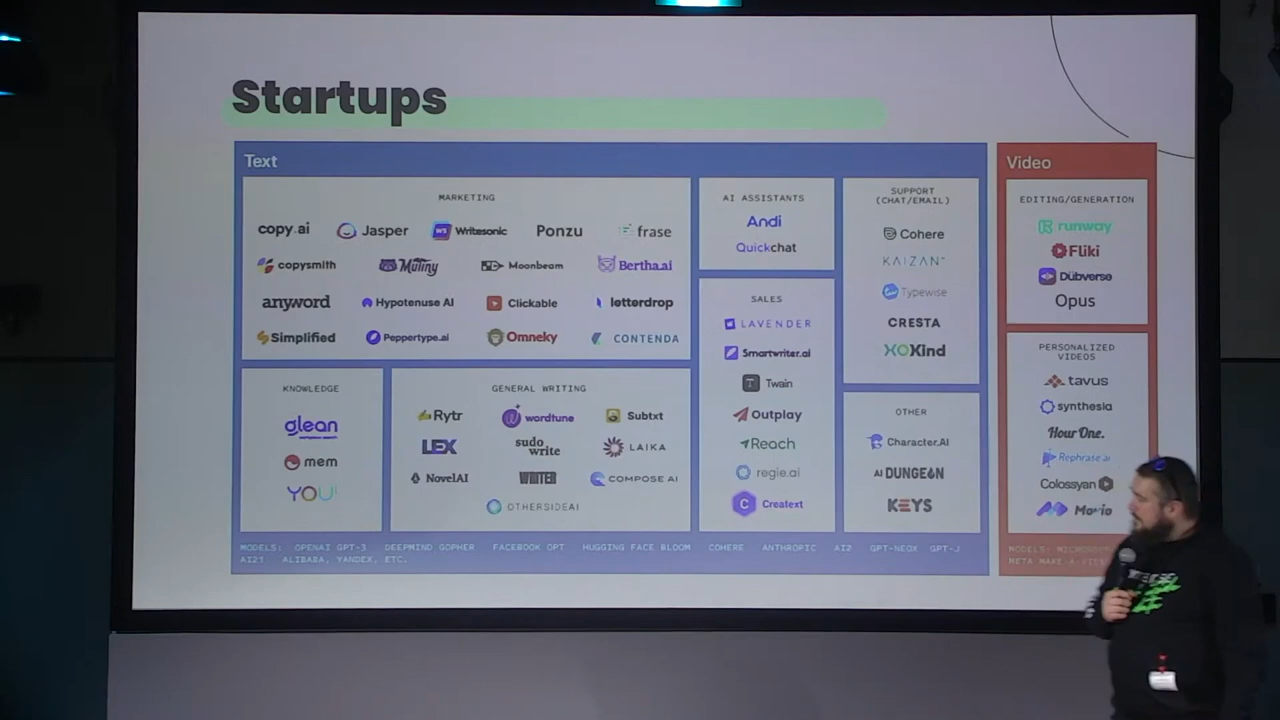 Startups
Text
MARKETING
copy.ai Jasper Writesonic Ponzu frase
copysmith Mutiny Moonbeam Bertha.ai
anyword Hypotenuse AI Clickable letterdrop
Simplified Peppertype.ai Omneky CONTENDA
KNOWLEDGE
glean
mem
YOU
GENERAL WRITING
Rytr wordtune Subtxt
LEX sudo write LAIKA
NovelAI WRITER COMPOSE AI
OTHERSIDEAI
AI ASSISTANTS
Andi
Quickchat
SALES
LAVENDER
Smartwriter.ai
Twain
Outplay
Reach
regie.ai
Creatext
SUPPORT
(CHAT/EMAIL)
Cohere
KAIZAN
Typewise
CRESTA
XOKind
OTHER
Character.AI
AI DUNGEON
KEYS
MODELS: OPENAI GPT-3 DEEPMIND GOPHER FACEBOOK OPT HUGGING FACE BLOOM COHERE ANTHROPIC AI2 GPT-NEOX GPT-J
AI21 ALIBABA, YANDEX, ETC.
Video
EDITING/GENERATION
runway
Fliki
Dubverse
Opus
PERSONALIZED
VIDEOS
tavus
synthesia
Hour One.
Rephrase.ai
Colossyan
MODELS:
META MAKE-A-